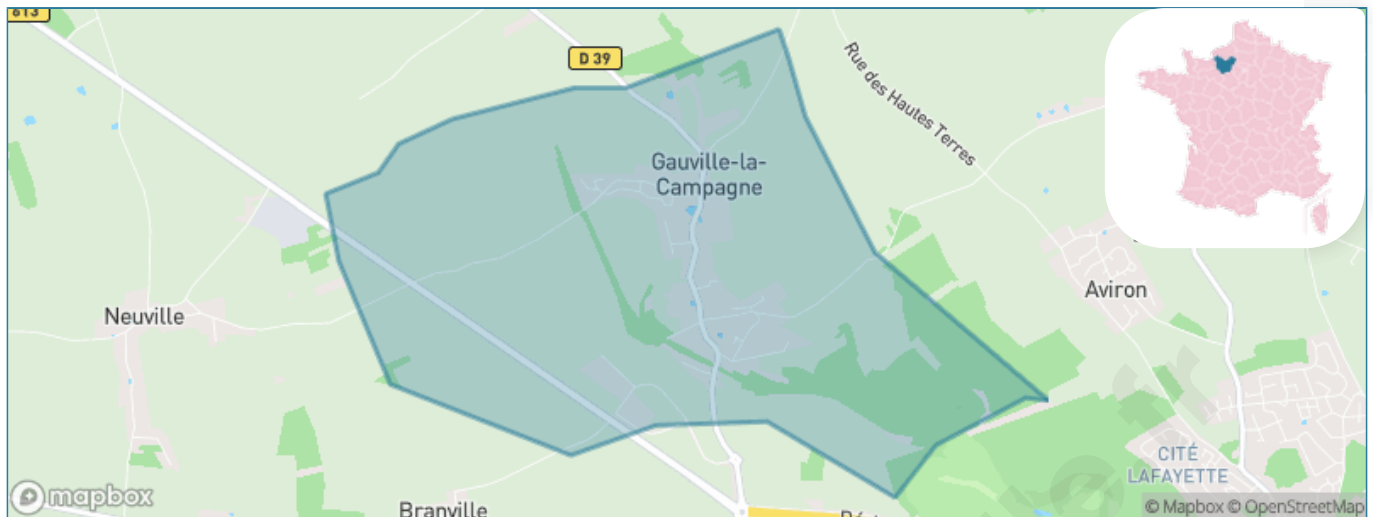 613
D 39
Rue des Hautes Terres
Gauville-la-
Campagne
Aviron
Neuville
CITÉ
LAFAYETTE
Branville
mapbox
© Mapbox © OpenStreetMap